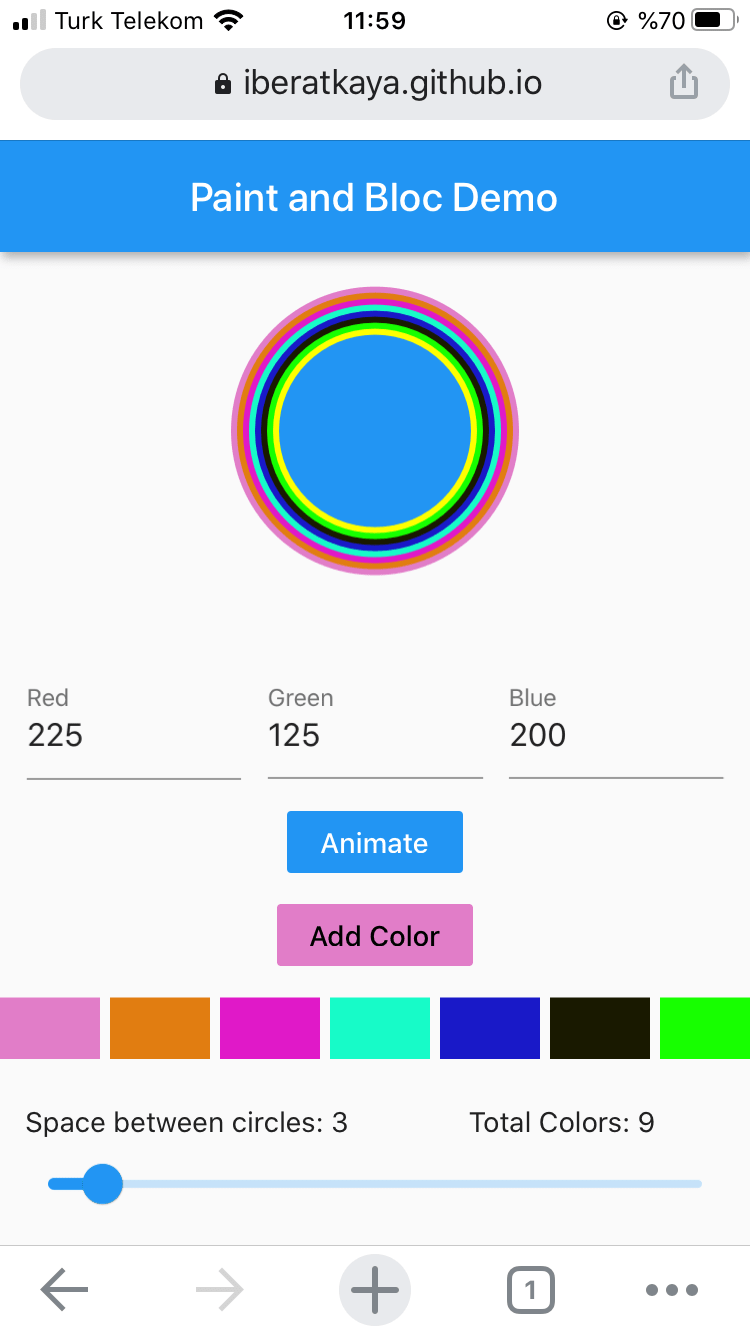 Turk Telekom 11:59 %70
iberatkaya.github.io
Paint and Bloc Demo
Red Green Blue
225 125 200
Animate
Add Color
Space between circles: 3 Total Colors: 9
1